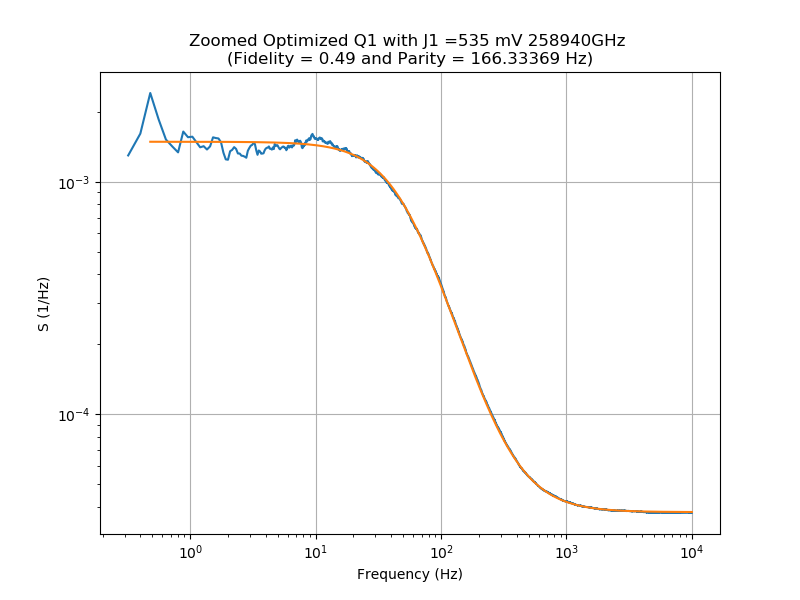 Zoomed Optimized Q1 with J1 =535 mV 258940GHz
(Fidelity = 0.49 and Parity = 166.33369 Hz)
S (1/Hz)
10⁻³
10⁻⁴
10⁰ 10¹ 10² 10³ 10⁴
Frequency (Hz)